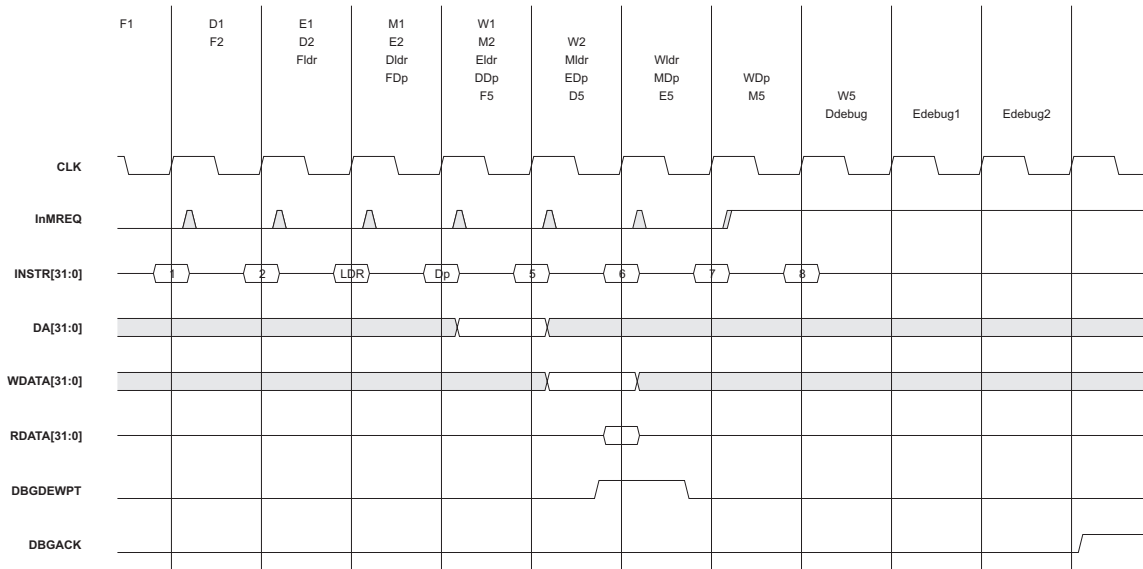 F1 D1 E1 M1 W1
F2 D2 E2 M2 W2
Fldr Dldr Eldr Mldr Wldr
FDp DDp EDp MDp WDp
F5 D5 E5 M5 W5
Ddebug Edebug1 Edebug2
CLK
InMREQ
INSTR[31:0] 1 2 LDR Dp 5 6 7 8
DA[31:0]
WDATA[31:0]
RDATA[31:0]
DBGDEWPT
DBGACK